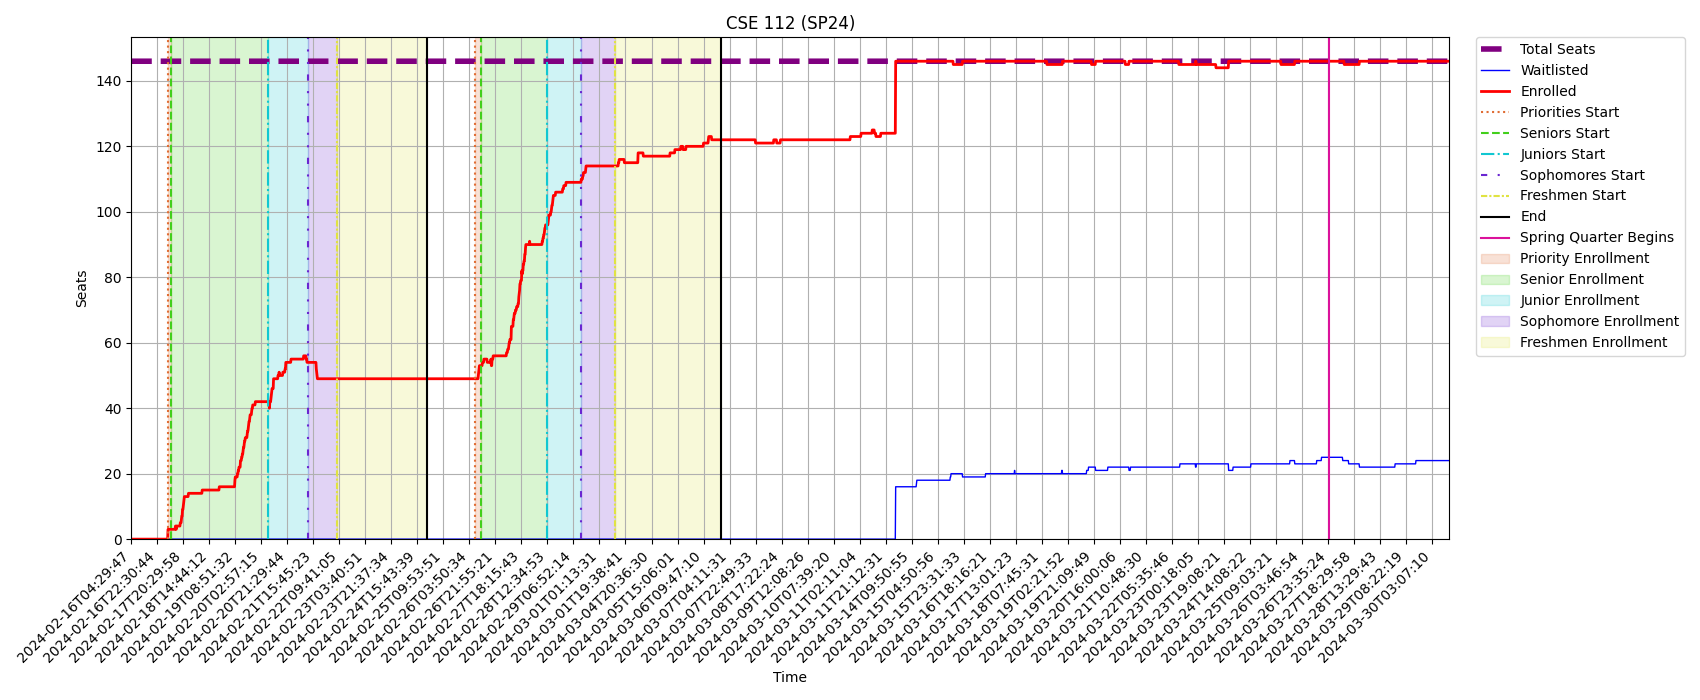 CSE 112 (SP24)
Seats
140
120
100
80
60
40
20
0
2024-02-16T04:29:47
2024-02-16T22:30:44
2024-02-17T20:29:58
2024-02-18T14:44:12
2024-02-19T08:51:32
2024-02-20T02:57:15
2024-02-20T21:29:44
2024-02-21T15:45:23
2024-02-22T09:41:05
2024-02-23T03:40:51
2024-02-23T21:37:34
2024-02-24T15:43:39
2024-02-25T09:53:51
2024-02-26T03:50:34
2024-02-26T21:55:21
2024-02-27T18:15:43
2024-02-28T12:34:53
2024-02-29T06:52:14
2024-03-01T01:13:31
2024-03-01T19:38:41
2024-03-04T20:36:30
2024-03-05T15:06:01
2024-03-06T09:47:10
2024-03-07T04:11:31
2024-03-07T22:49:33
2024-03-08T17:22:24
2024-03-09T12:08:26
2024-03-10T07:39:20
2024-03-11T02:11:04
2024-03-11T21:12:31
2024-03-14T09:50:55
2024-03-15T04:50:56
2024-03-15T23:31:33
2024-03-16T18:16:21
2024-03-17T13:01:23
2024-03-18T07:45:31
2024-03-19T02:21:52
2024-03-19T21:09:49
2024-03-20T16:00:06
2024-03-21T10:48:30
2024-03-22T05:35:46
2024-03-23T00:18:05
2024-03-23T19:08:21
2024-03-24T14:08:22
2024-03-25T09:03:21
2024-03-26T03:46:54
2024-03-26T23:35:24
2024-03-27T18:29:58
2024-03-28T13:29:43
2024-03-29T08:22:19
2024-03-30T03:07:10
Time
Total Seats
Waitlisted
Enrolled
Priorities Start
Seniors Start
Juniors Start
Sophomores Start
Freshmen Start
End
Spring Quarter Begins
Priority Enrollment
Senior Enrollment
Junior Enrollment
Sophomore Enrollment
Freshmen Enrollment